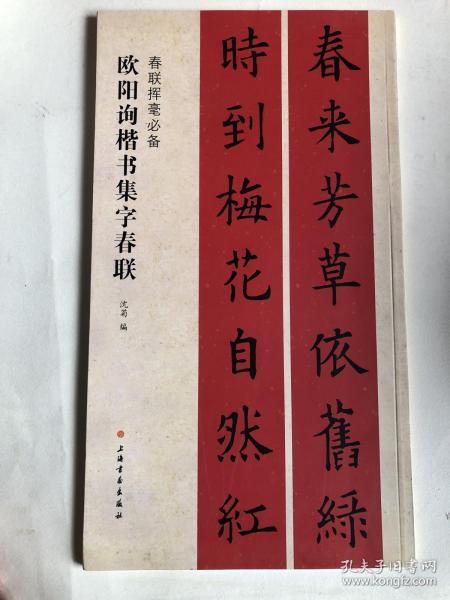 春来芳草依舊綠
時到梅花自然紅
春联挥毫必备
欧阳询楷书集字春联
沈菊 编
上海书画出版社
孔夫子旧书网
kongfz.com